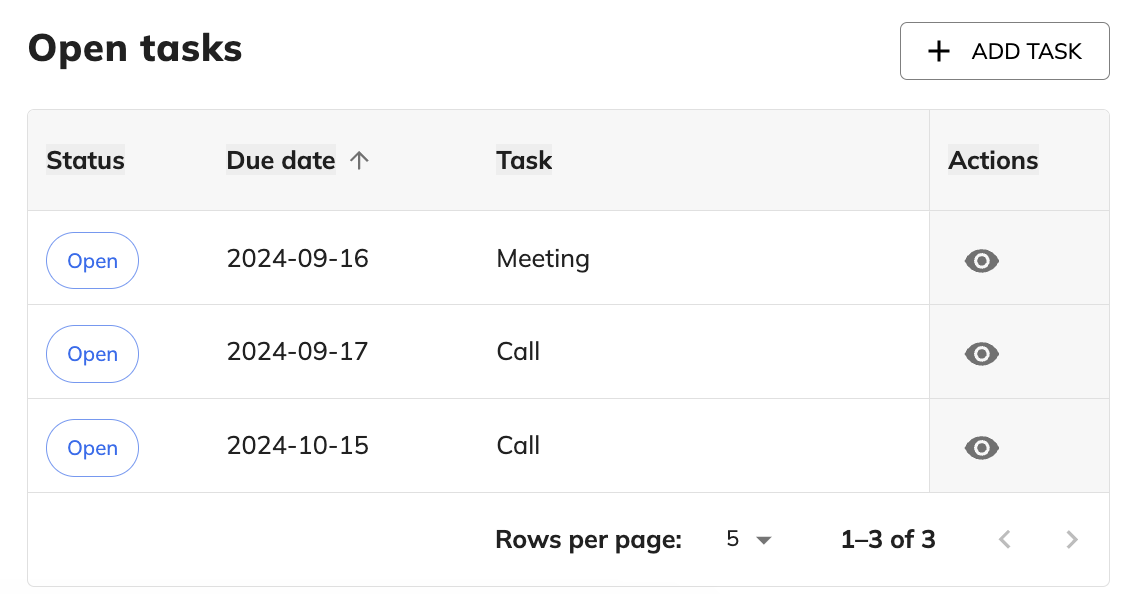 Open tasks
+ ADD TASK
Status Due date ↑ Task Actions
Open 2024-09-16 Meeting
Open 2024-09-17 Call
Open 2024-10-15 Call
Rows per page: 5 1–3 of 3